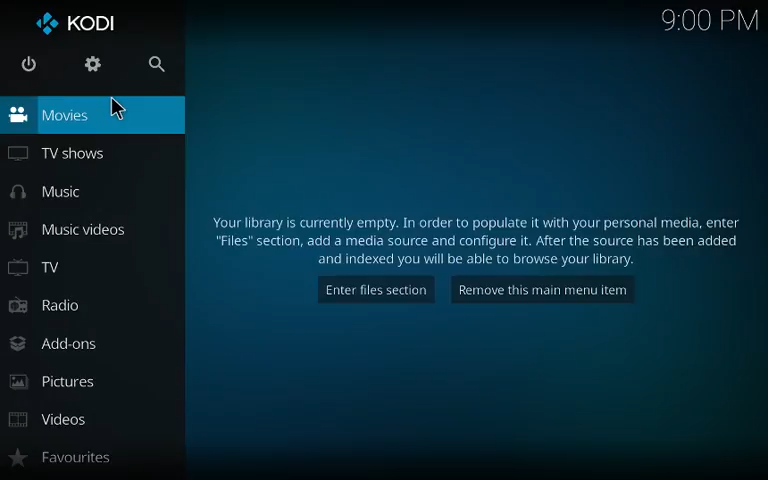 KODI
9:00 PM
Movies
TV shows
Music
Music videos
TV
Radio
Add-ons
Pictures
Videos
Favourites
Your library is currently empty. In order to populate it with your personal media, enter
"Files" section, add a media source and configure it. After the source has been added
and indexed you will be able to browse your library.
Enter files section
Remove this main menu item